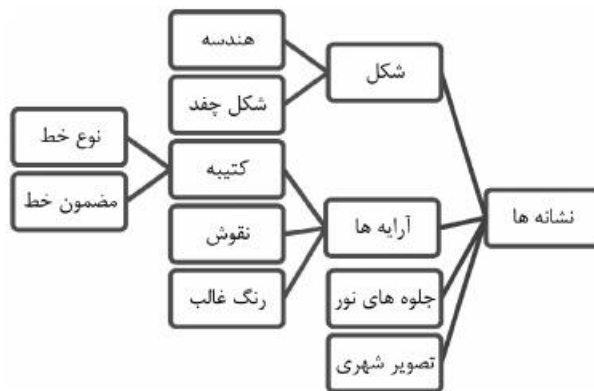 نشانه ها
شکل
هندسه
شکل چفد
آرایه ها
کتیبه
نوع خط
مضمون خط
نقوش
رنگ غالب
جلوه های نور
تصویر شهری